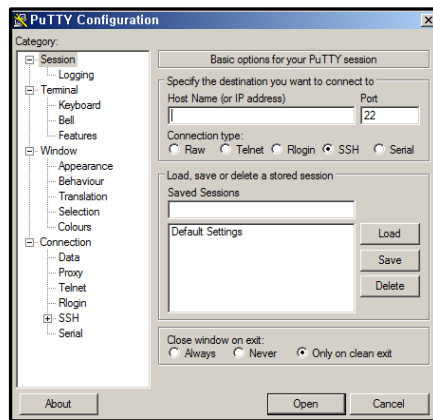 PuTTY Configuration
Category:
Session
Logging
Terminal
Keyboard
Bell
Features
Window
Appearance
Behaviour
Translation
Selection
Colours
Connection
Data
Proxy
Telnet
Rlogin
SSH
Serial
Basic options for your PuTTY session
Specify the destination you want to connect to
Host Name (or IP address) Port
22
Connection type:
Raw Telnet Rlogin SSH Serial
Load, save or delete a stored session
Saved Sessions
Default Settings
Load
Save
Delete
Close window on exit:
Always Never Only on clean exit
About Open Cancel